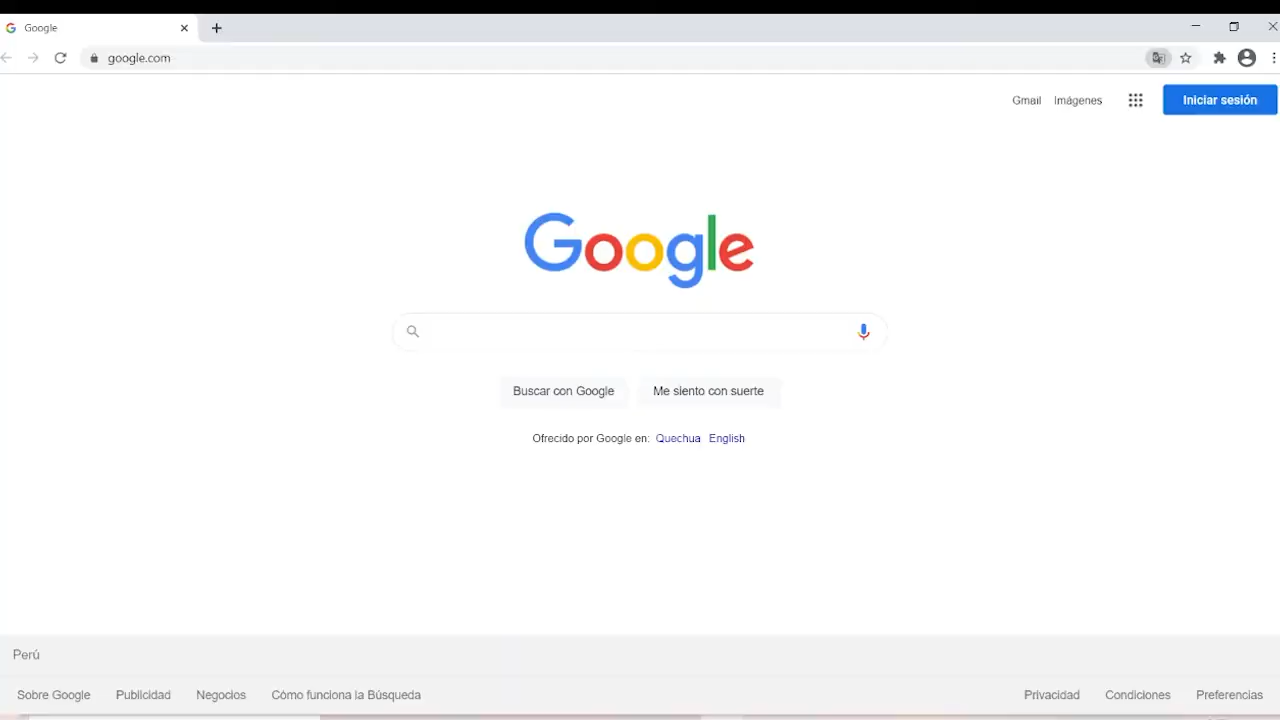 Google
google.com
Gmail Imágenes Iniciar sesión
Google
Buscar con Google Me siento con suerte
Ofrecido por Google en: Quechua English
Perú
Sobre Google Publicidad Negocios Cómo funciona la Búsqueda Privacidad Condiciones Preferencias